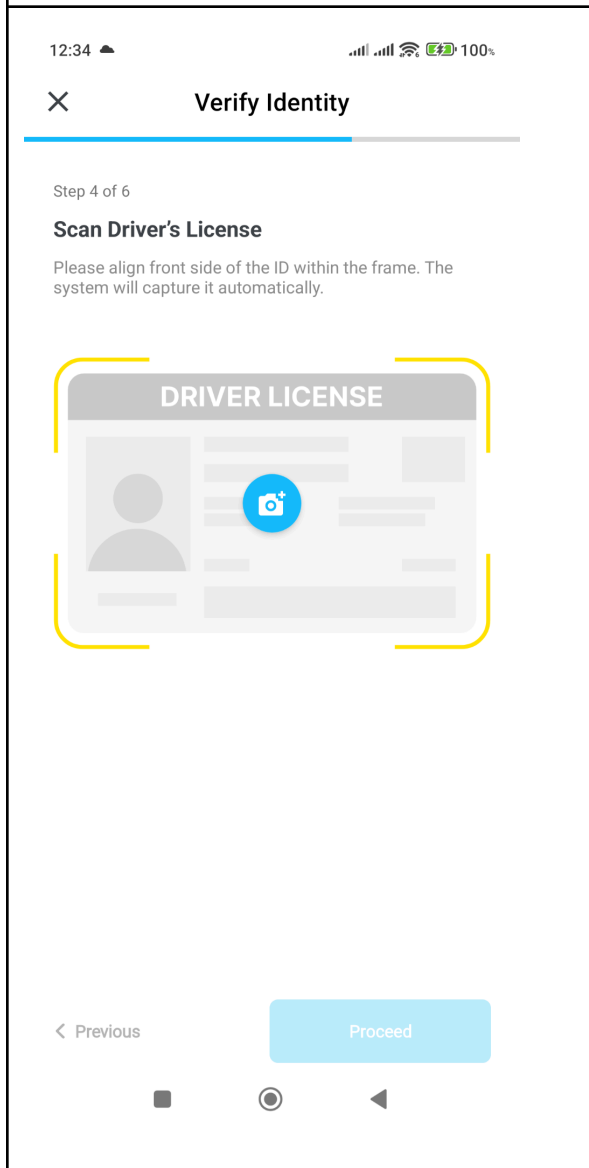 12:34
100%
Verify Identity
Step 4 of 6
Scan Driver’s License
Please align front side of the ID within the frame. The
system will capture it automatically.
DRIVER LICENSE
Previous
Proceed